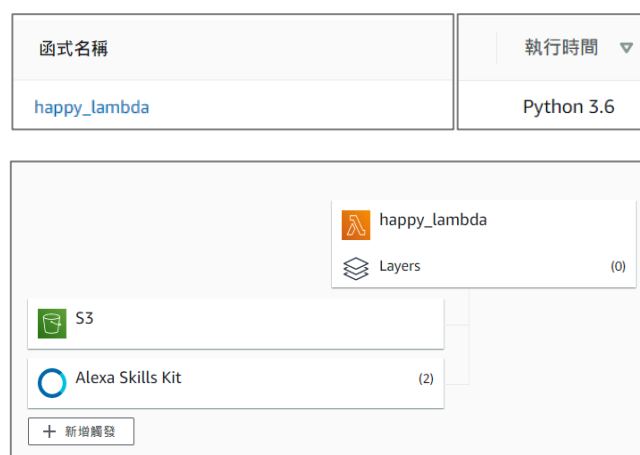 函式名稱
執行時間
happy_lambda
Python 3.6
happy_lambda
Layers (0)
S3
Alexa Skills Kit (2)
新增觸發